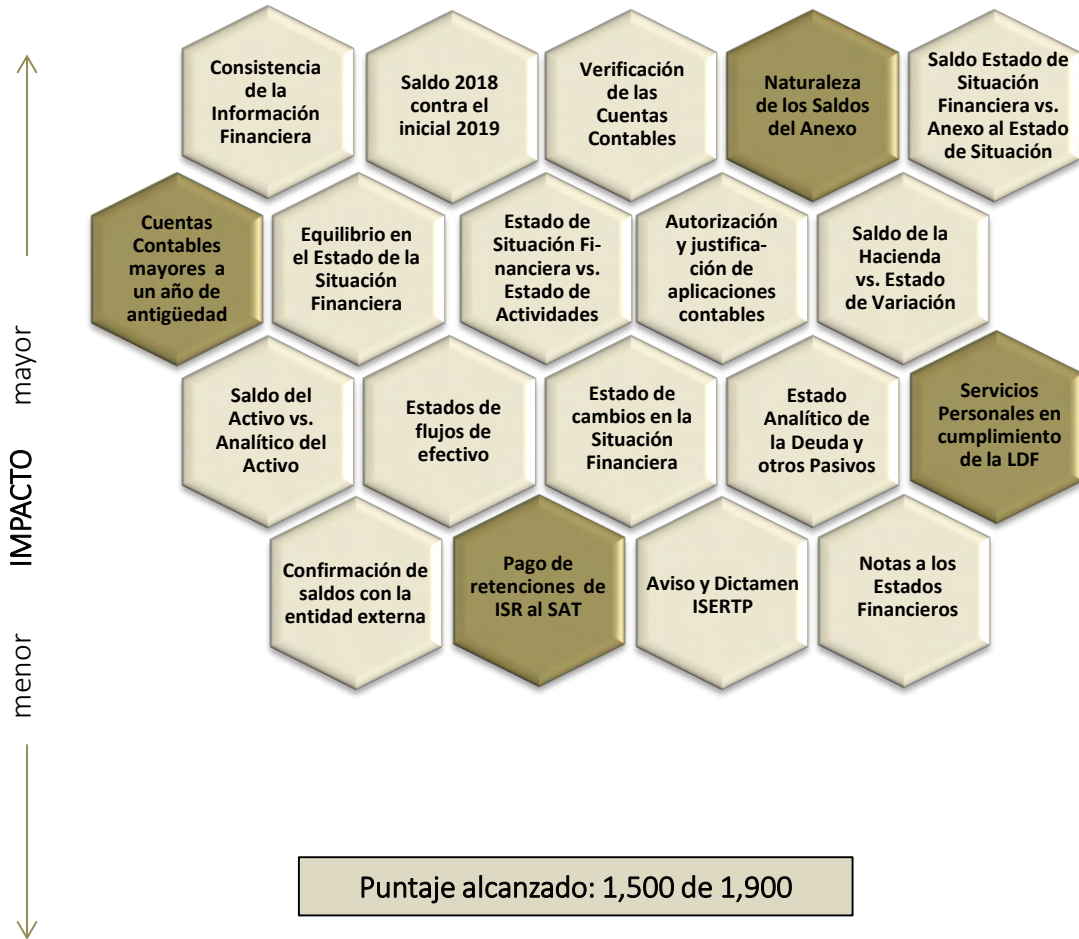 Consistencia
de la
Información
Financiera
Saldo 2018
contra el
inicial 2019
Verificación
de las
Cuentas
Contables
Naturaleza
de los Saldos
del Anexo
Saldo Estado de
Situación
Financiera vs.
Anexo al Estado
de Situación
Cuentas
Contables
mayores a
un año de
antigüedad
Equilibrio en
el Estado de la
Situación
Financiera
Estado de
Situación Fi-
nanciera vs.
Estado de
Actividades
Autorización
y justifica-
ción de
aplicaciones
contables
Saldo de la
Hacienda
vs. Estado
de Variación
Saldo del
Activo vs.
Analítico del
Activo
Estados de
flujos de
efectivo
Estado de
cambios en la
Situación
Financiera
Estado
Analítico de
la Deuda y
otros Pasivos
Servicios
Personales en
cumplimiento
de la LDF
Confirmación de
saldos con la
entidad externa
Pago de
retenciones de
ISR al SAT
Aviso y Dictamen
ISERTP
Notas a los
Estados
Financieros
mayor
IMPACTO
menor
Puntaje alcanzado: 1,500 de 1,900